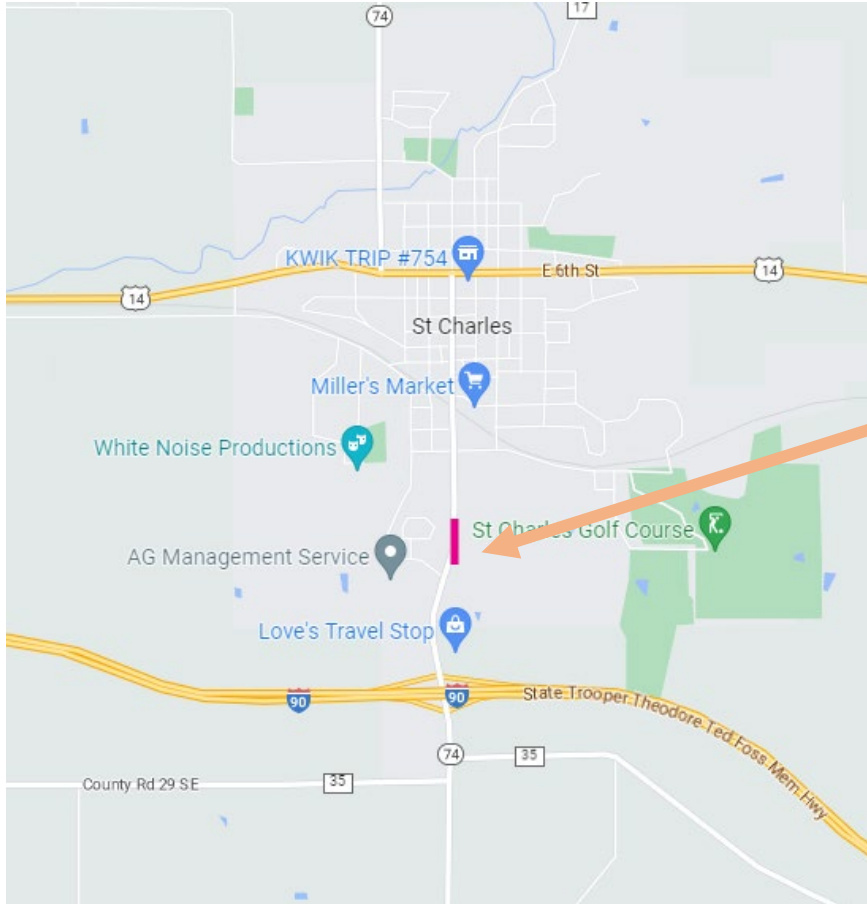 74
17
KWIK TRIP #754
E 6th St
14
14
St Charles
Miller's Market
White Noise Productions
St Charles Golf Course
AG Management Service
Love's Travel Stop
90
90
State Trooper Theodore Ted Foss Mem Hwy
74
35
35
County Rd 29 SE